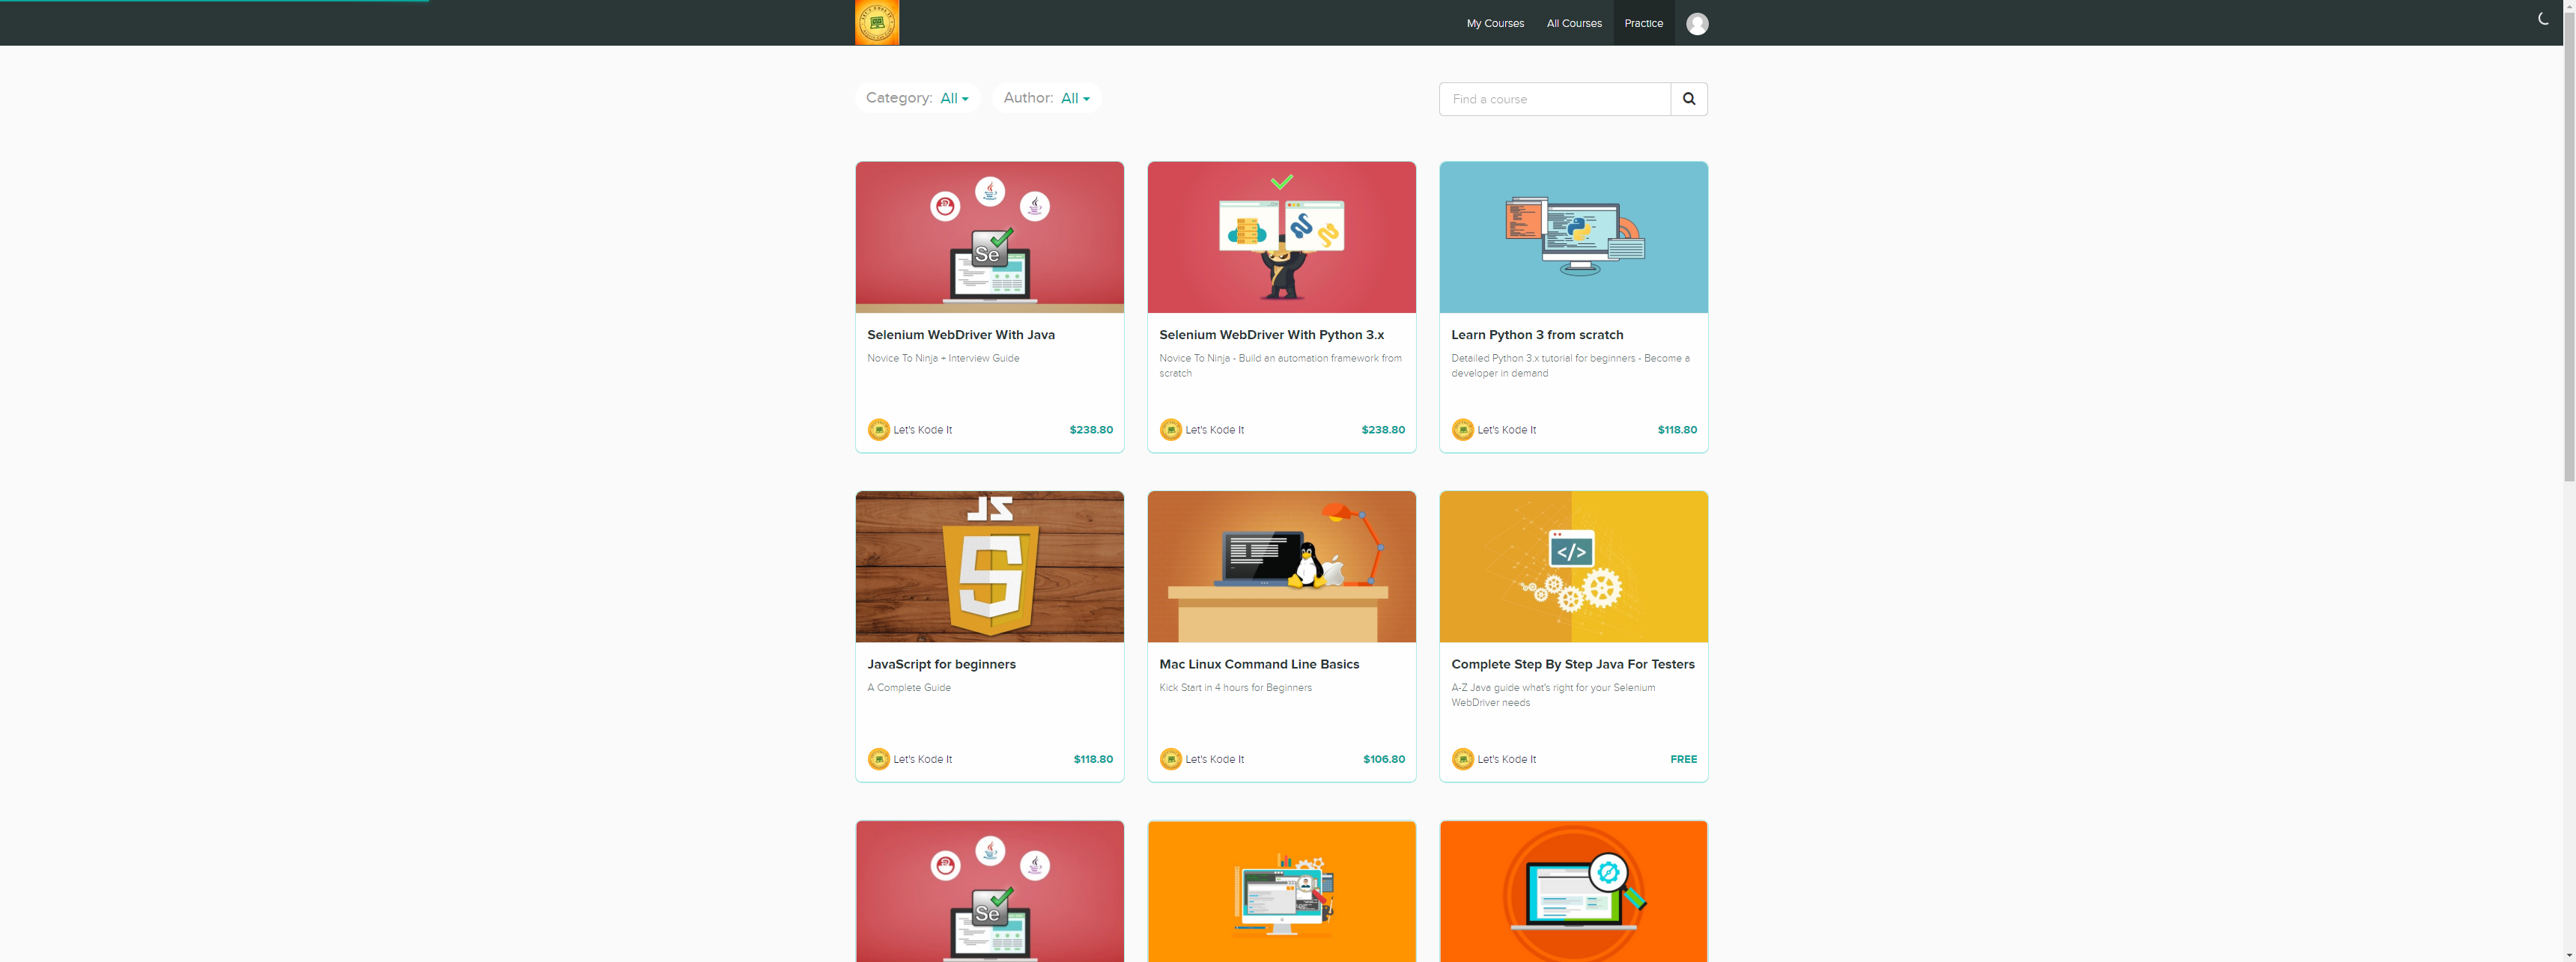 My Courses All Courses Practice
Category: All Author: All Find a course
Se
Selenium WebDriver With Java
Novice To Ninja + Interview Guide
Let's Kode It $238.80
Selenium WebDriver With Python 3.x
Novice To Ninja - Build an automation framework from
scratch
Let's Kode It $238.80
Learn Python 3 from scratch
Detailed Python 3.x tutorial for beginners - Become a
developer in demand
Let's Kode It $118.80
JS
JavaScript for beginners
A Complete Guide
Let's Kode It $118.80
Mac Linux Command Line Basics
Kick Start in 4 hours for Beginners
Let's Kode It $106.80
</>
Complete Step By Step Java For Testers
A-Z Java guide what's right for your Selenium
WebDriver needs
Let's Kode It FREE
Se